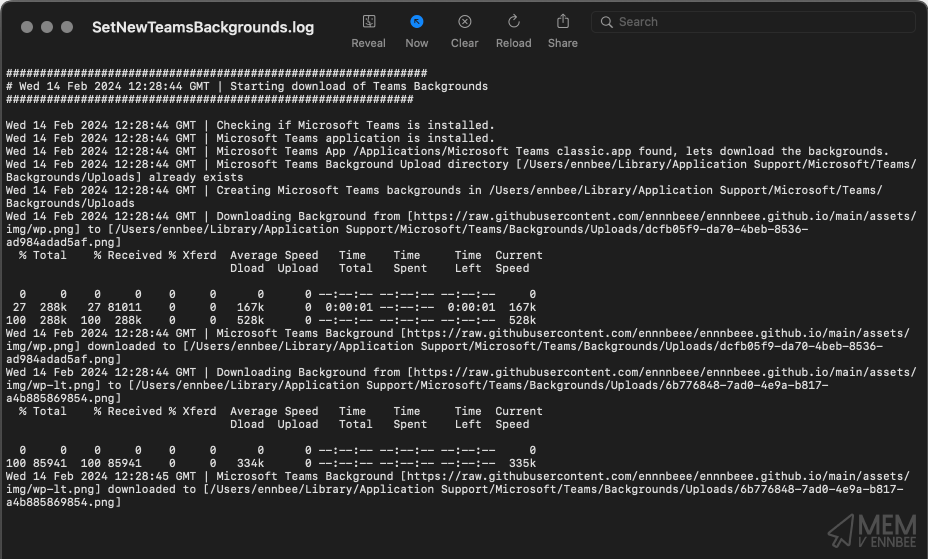 SetNewTeamsBackgrounds.log
Reveal Now Clear Reload Share Search
##############################################################
# Wed 14 Feb 2024 12:28:44 GMT | Starting download of Teams Backgrounds
############################################################
Wed 14 Feb 2024 12:28:44 GMT | Checking if Microsoft Teams is installed.
Wed 14 Feb 2024 12:28:44 GMT | Microsoft Teams application is installed.
Wed 14 Feb 2024 12:28:44 GMT | Microsoft Teams App /Applications/Microsoft Teams classic.app found, lets download the backgrounds.
Wed 14 Feb 2024 12:28:44 GMT | Microsoft Teams Background Upload directory [/Users/ennbee/Library/Application Support/Microsoft/Teams/
Backgrounds/Uploads] already exists
Wed 14 Feb 2024 12:28:44 GMT | Creating Microsoft Teams backgrounds in /Users/ennbee/Library/Application Support/Microsoft/Teams/
Backgrounds/Uploads
Wed 14 Feb 2024 12:28:44 GMT | Downloading Background from [https://raw.githubusercontent.com/ennnbeee/ennnbeee.github.io/main/assets/
img/wp.png] to [/Users/ennbee/Library/Application Support/Microsoft/Teams/Backgrounds/Uploads/dcfb05f9-da70-4beb-8536-
ad984adad5af.png]
  % Total    % Received % Xferd  Average Speed   Time    Time     Time  Current
                                 Dload  Upload   Total   Spent    Left  Speed
  0     0    0     0    0     0      0      0 --:--:-- --:--:-- --:--:--     0
 27  288k   27 81011    0     0   167k      0  0:00:01 --:--:--  0:00:01  167k
100  288k  100  288k    0     0   528k      0 --:--:-- --:--:-- --:--:--  528k
Wed 14 Feb 2024 12:28:44 GMT | Microsoft Teams Background [https://raw.githubusercontent.com/ennnbeee/ennnbeee.github.io/main/assets/
img/wp.png] downloaded to [/Users/ennbee/Library/Application Support/Microsoft/Teams/Backgrounds/Uploads/dcfb05f9-da70-4beb-8536-
ad984adad5af.png]
Wed 14 Feb 2024 12:28:44 GMT | Downloading Background from [https://raw.githubusercontent.com/ennnbeee/ennnbeee.github.io/main/assets/
img/wp-lt.png] to [/Users/ennbee/Library/Application Support/Microsoft/Teams/Backgrounds/Uploads/6b776848-7ad0-4e9a-b817-
a4b885869854.png]
  % Total    % Received % Xferd  Average Speed   Time    Time     Time  Current
                                 Dload  Upload   Total   Spent    Left  Speed
  0     0    0     0    0     0      0      0 --:--:-- --:--:-- --:--:--     0
100 85941  100 85941    0     0   334k      0 --:--:-- --:--:-- --:--:--  335k
Wed 14 Feb 2024 12:28:45 GMT | Microsoft Teams Background [https://raw.githubusercontent.com/ennnbeee/ennnbeee.github.io/main/assets/
img/wp-lt.png] downloaded to [/Users/ennbee/Library/Application Support/Microsoft/Teams/Backgrounds/Uploads/6b776848-7ad0-4e9a-b817-
a4b885869854.png]
MEM
V ENNBEE